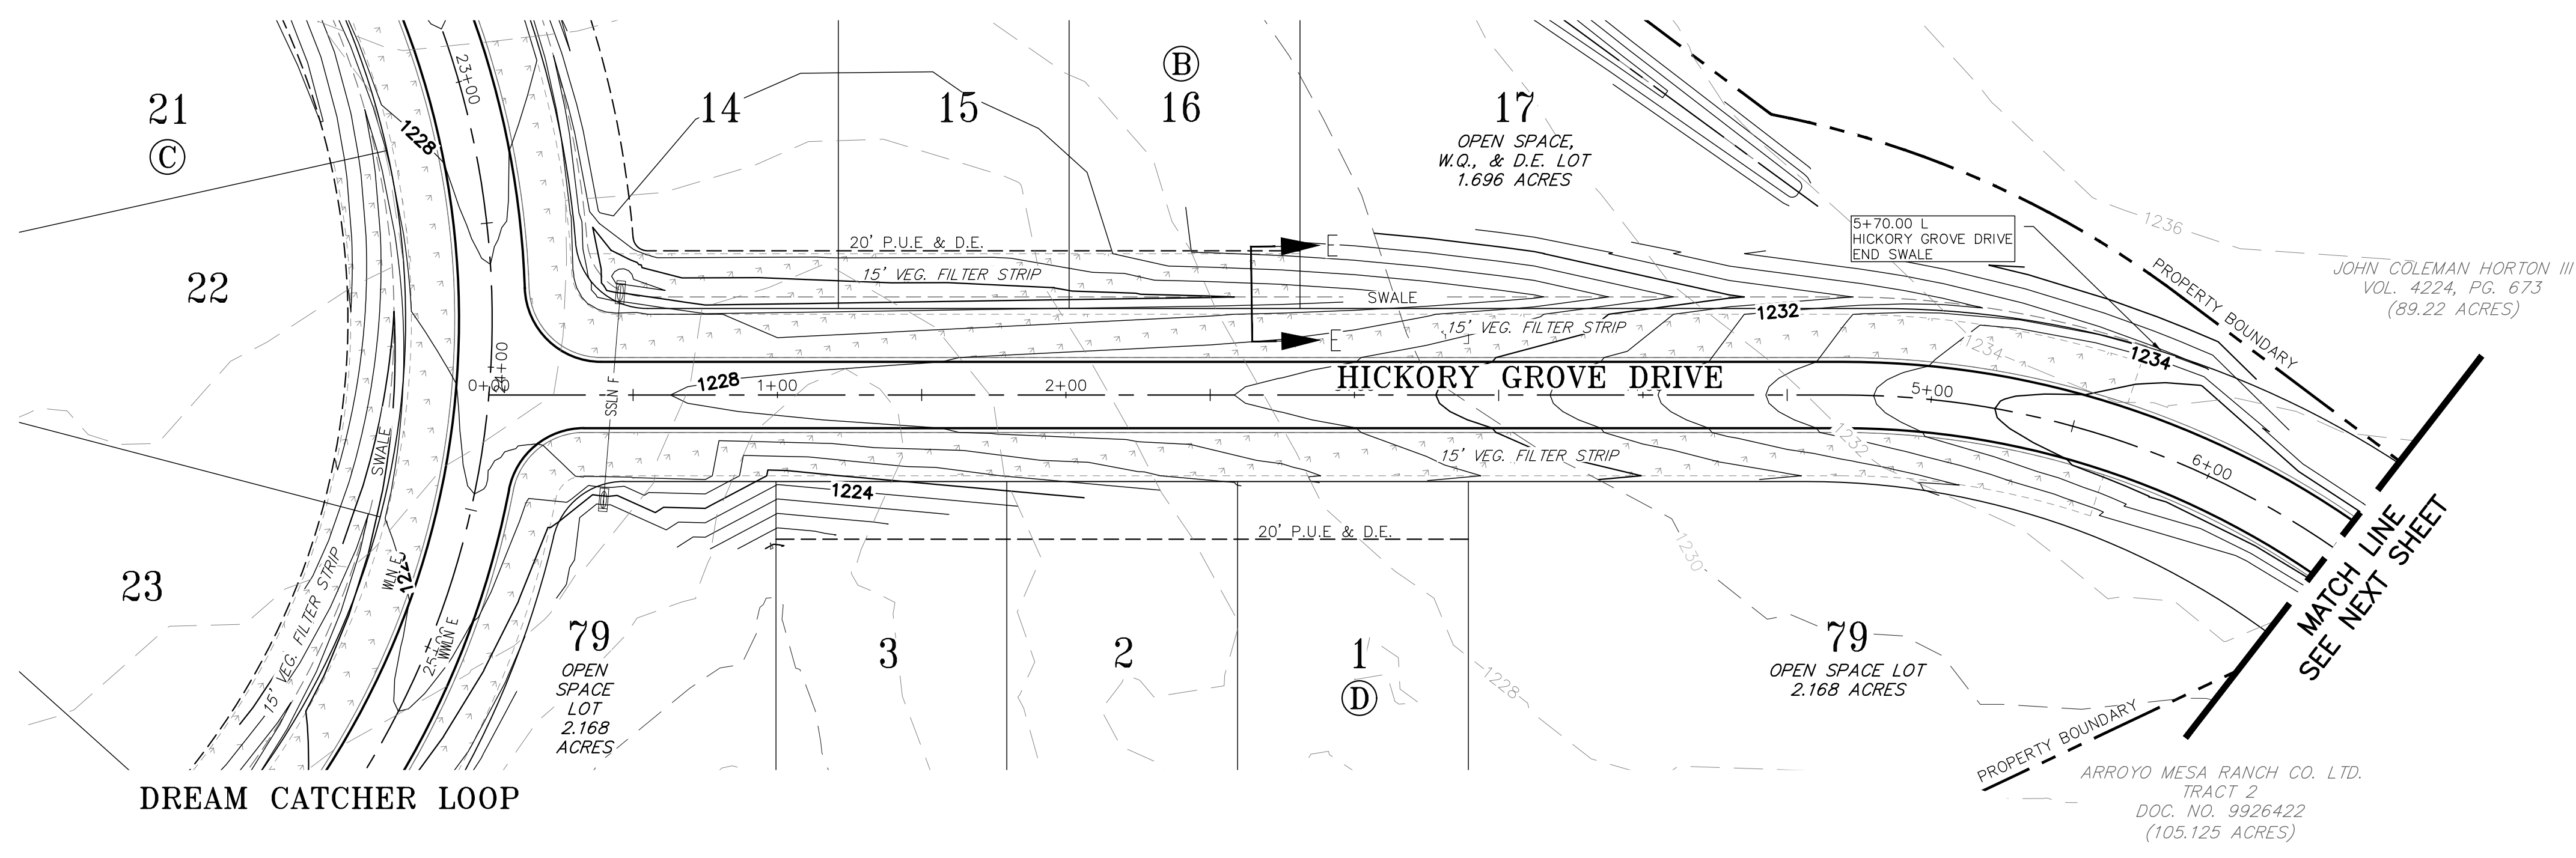 21
C
22
23
1228
23+00
14
15
B
16
17
OPEN SPACE,
W.Q., & D.E. LOT
1.696 ACRES
20' P.U.E & D.E.
15' VEG. FILTER STRIP
SWALE
E
E
15' VEG. FILTER STRIP
1232
5+70.00 L
HICKORY GROVE DRIVE
END SWALE
1236
PROPERTY BOUNDARY
JOHN COLEMAN HORTON III
VOL. 4224, PG. 673
(89.22 ACRES)
1234
1234
0+00
24+00
SSLN F
1228
1+00
2+00
HICKORY GROVE DRIVE
5+00
6+00
15' VEG. FILTER STRIP
1232
1224
20' P.U.E & D.E.
SWALE
WLN E
15' VEG. FILTER STRIP
WWLN E
79
OPEN
SPACE
LOT
2.168
ACRES
3
2
1
D
1230
1228
79
OPEN SPACE LOT
2.168 ACRES
MATCH LINE
SEE NEXT SHEET
PROPERTY BOUNDARY
ARROYO MESA RANCH CO. LTD.
TRACT 2
DOC. NO. 9926422
(105.125 ACRES)
DREAM CATCHER LOOP